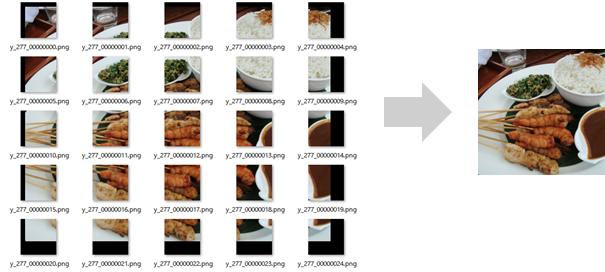 y_277_00000000.png y_277_00000001.png y_277_00000002.png y_277_00000003.png y_277_00000004.png
y_277_00000005.png y_277_00000006.png y_277_00000007.png y_277_00000008.png y_277_00000009.png
y_277_00000010.png y_277_00000011.png y_277_00000012.png y_277_00000013.png y_277_00000014.png
y_277_00000015.png y_277_00000016.png y_277_00000017.png y_277_00000018.png y_277_00000019.png
y_277_00000020.png y_277_00000021.png y_277_00000022.png y_277_00000023.png y_277_00000024.png